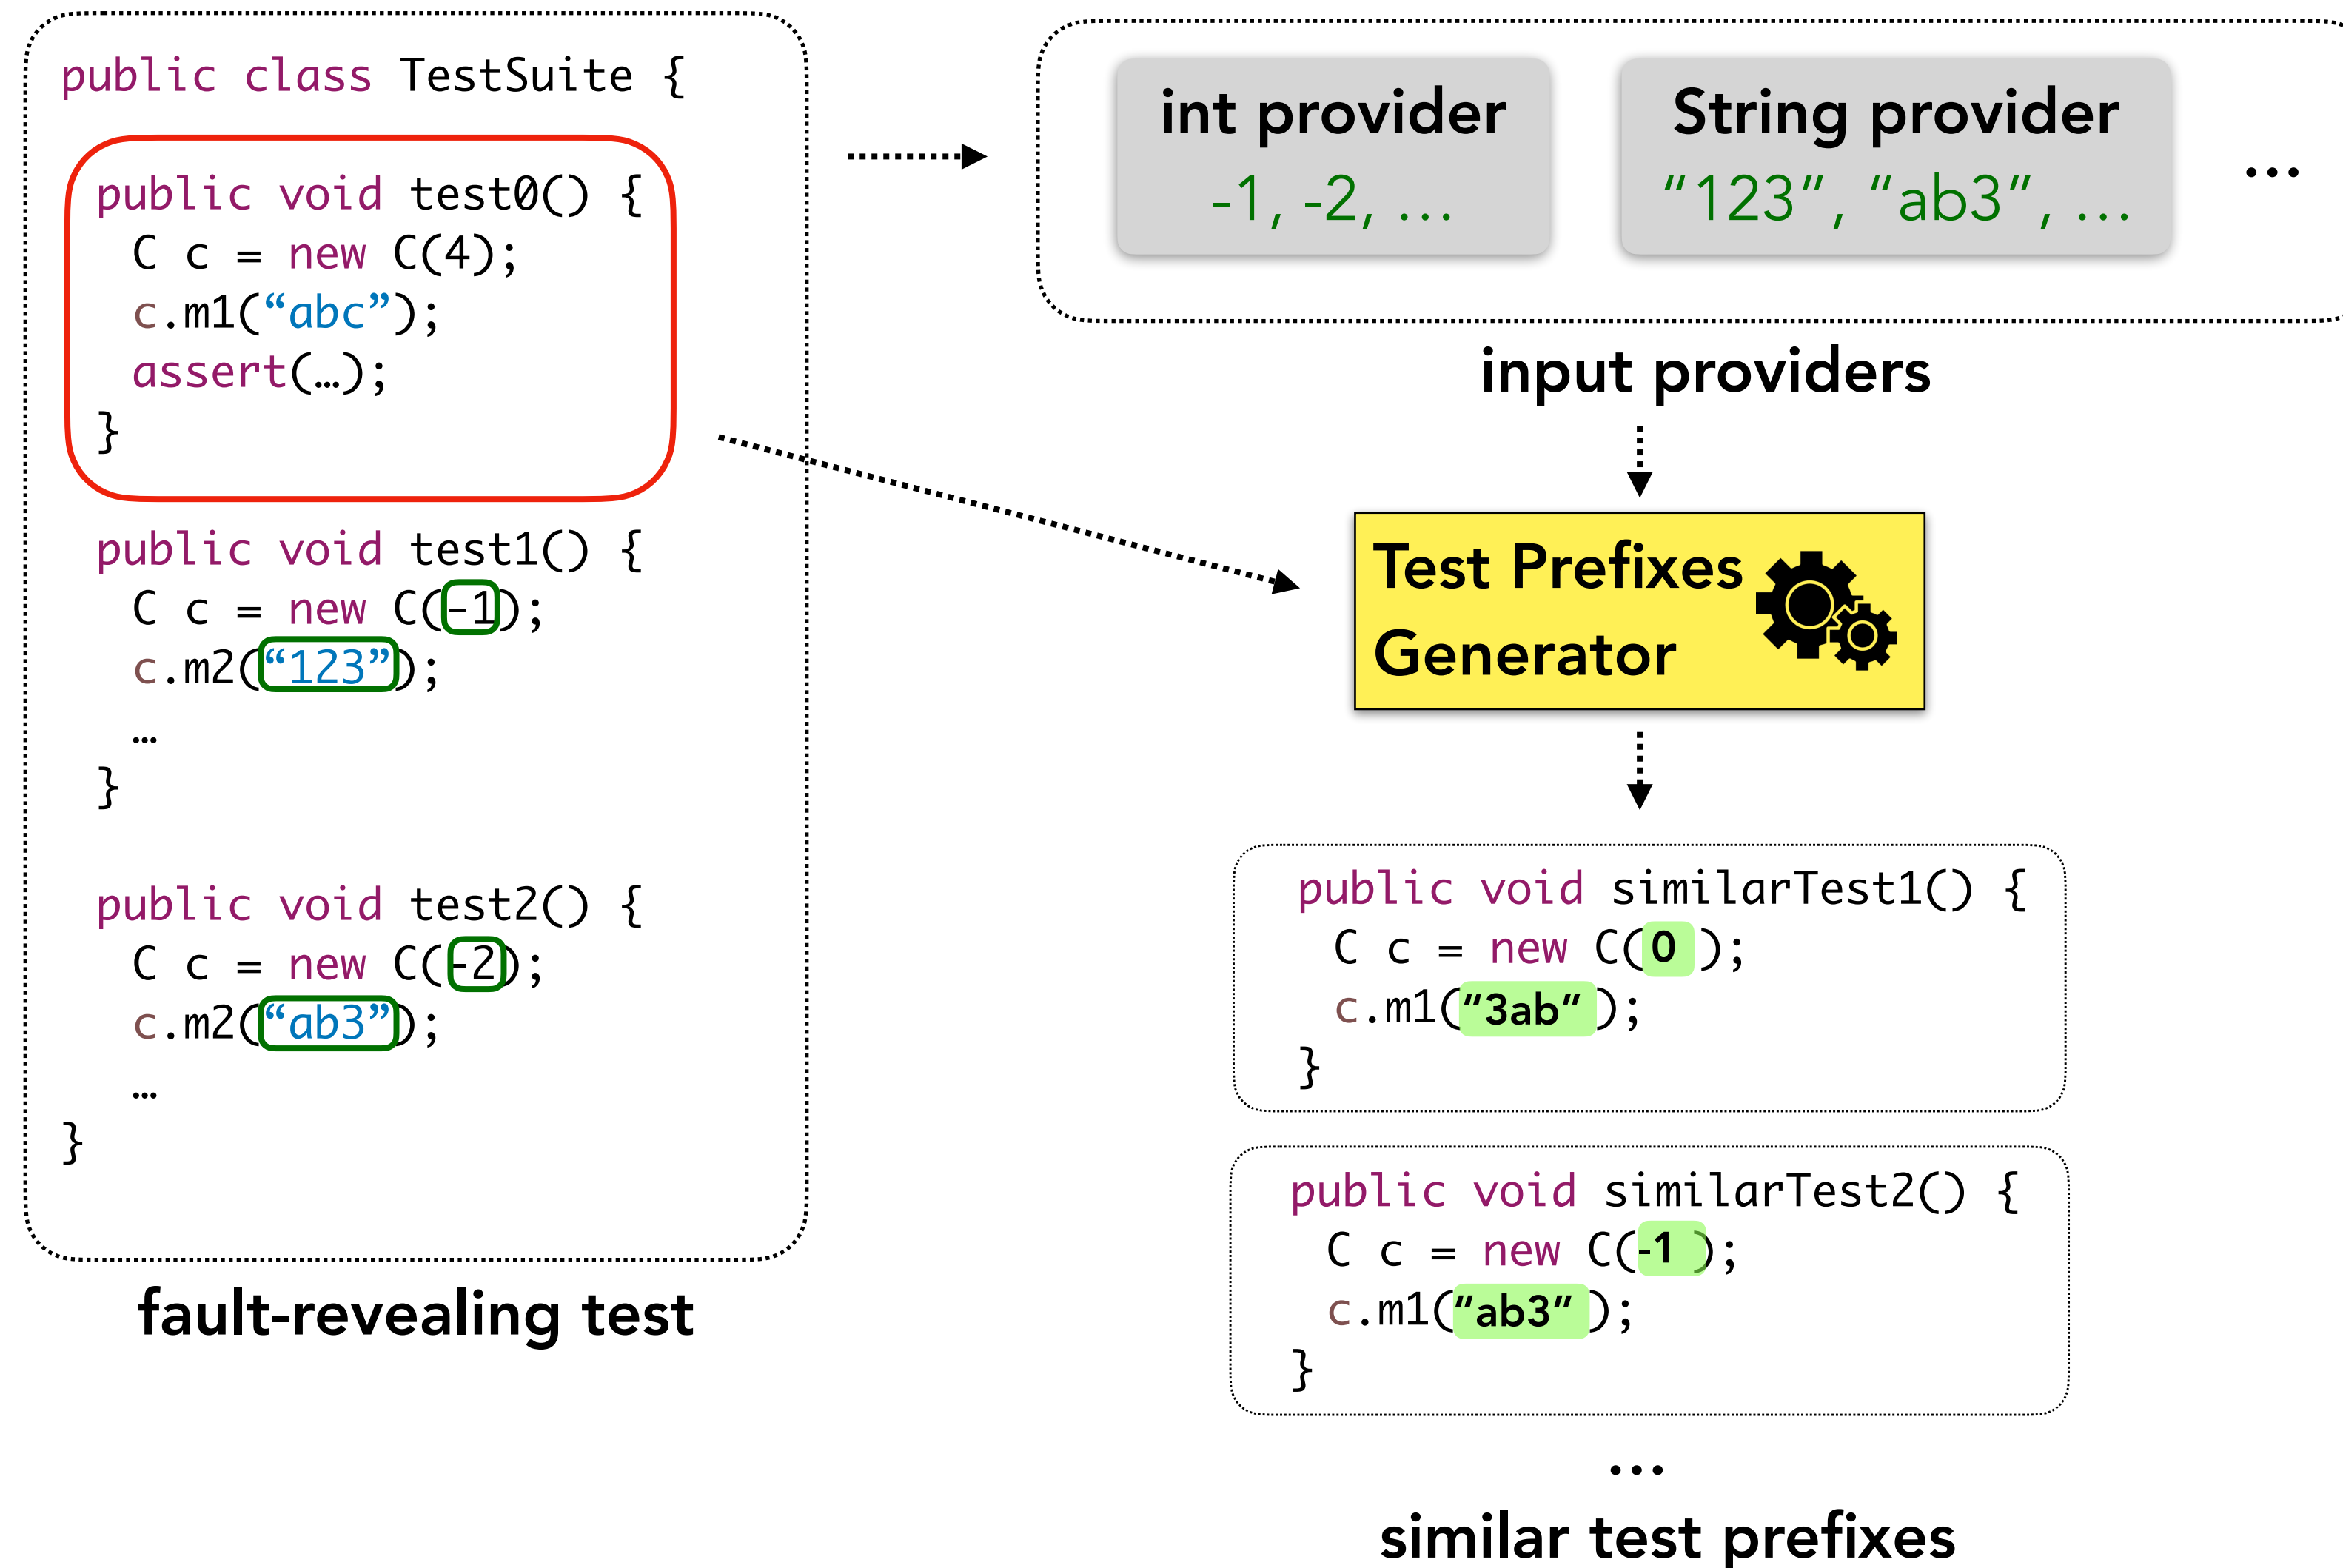 public class TestSuite {
public void test0() {
C c = new C(4);
c.m1(“abc”);
assert(…);
}
public void test1() {
C c = new C(-1);
c.m2(“123”);
…
}
public void test2() {
C c = new C(-2);
c.m2(“ab3”);
…
}
fault-revealing test
int provider
-1, -2, …
String provider
“123”, “ab3”, …
…
input providers
Test Prefixes
Generator
public void similarTest1() {
C c = new C(0 );
c.m1(“3ab” );
}
public void similarTest2() {
C c = new C(-1 );
c.m1(“ab3” );
}
…
similar test prefixes